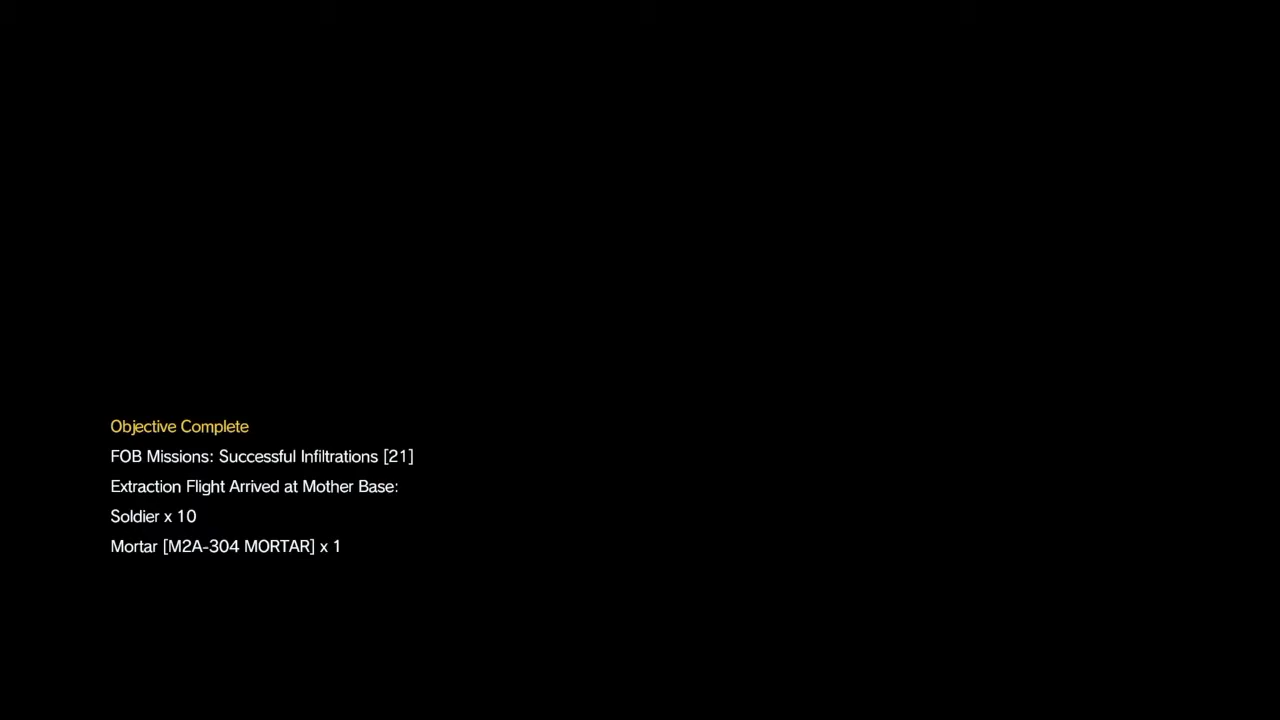 Objective Complete
FOB Missions: Successful Infiltrations [21]
Extraction Flight Arrived at Mother Base:
Soldier x 10
Mortar [M2A-304 MORTAR] x 1